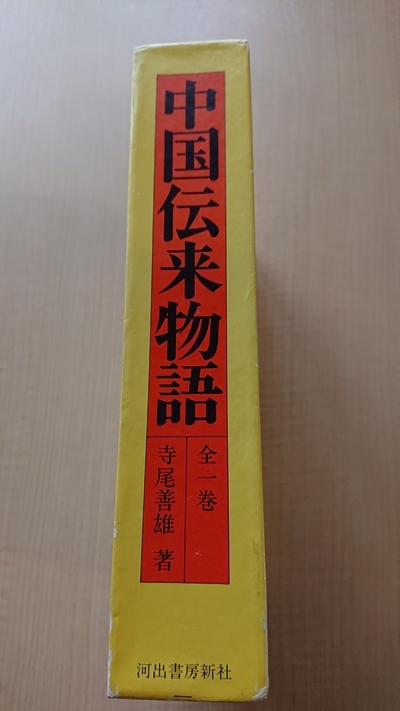 中国伝来物語
全一巻
寺尾善雄 著
河出書房新社